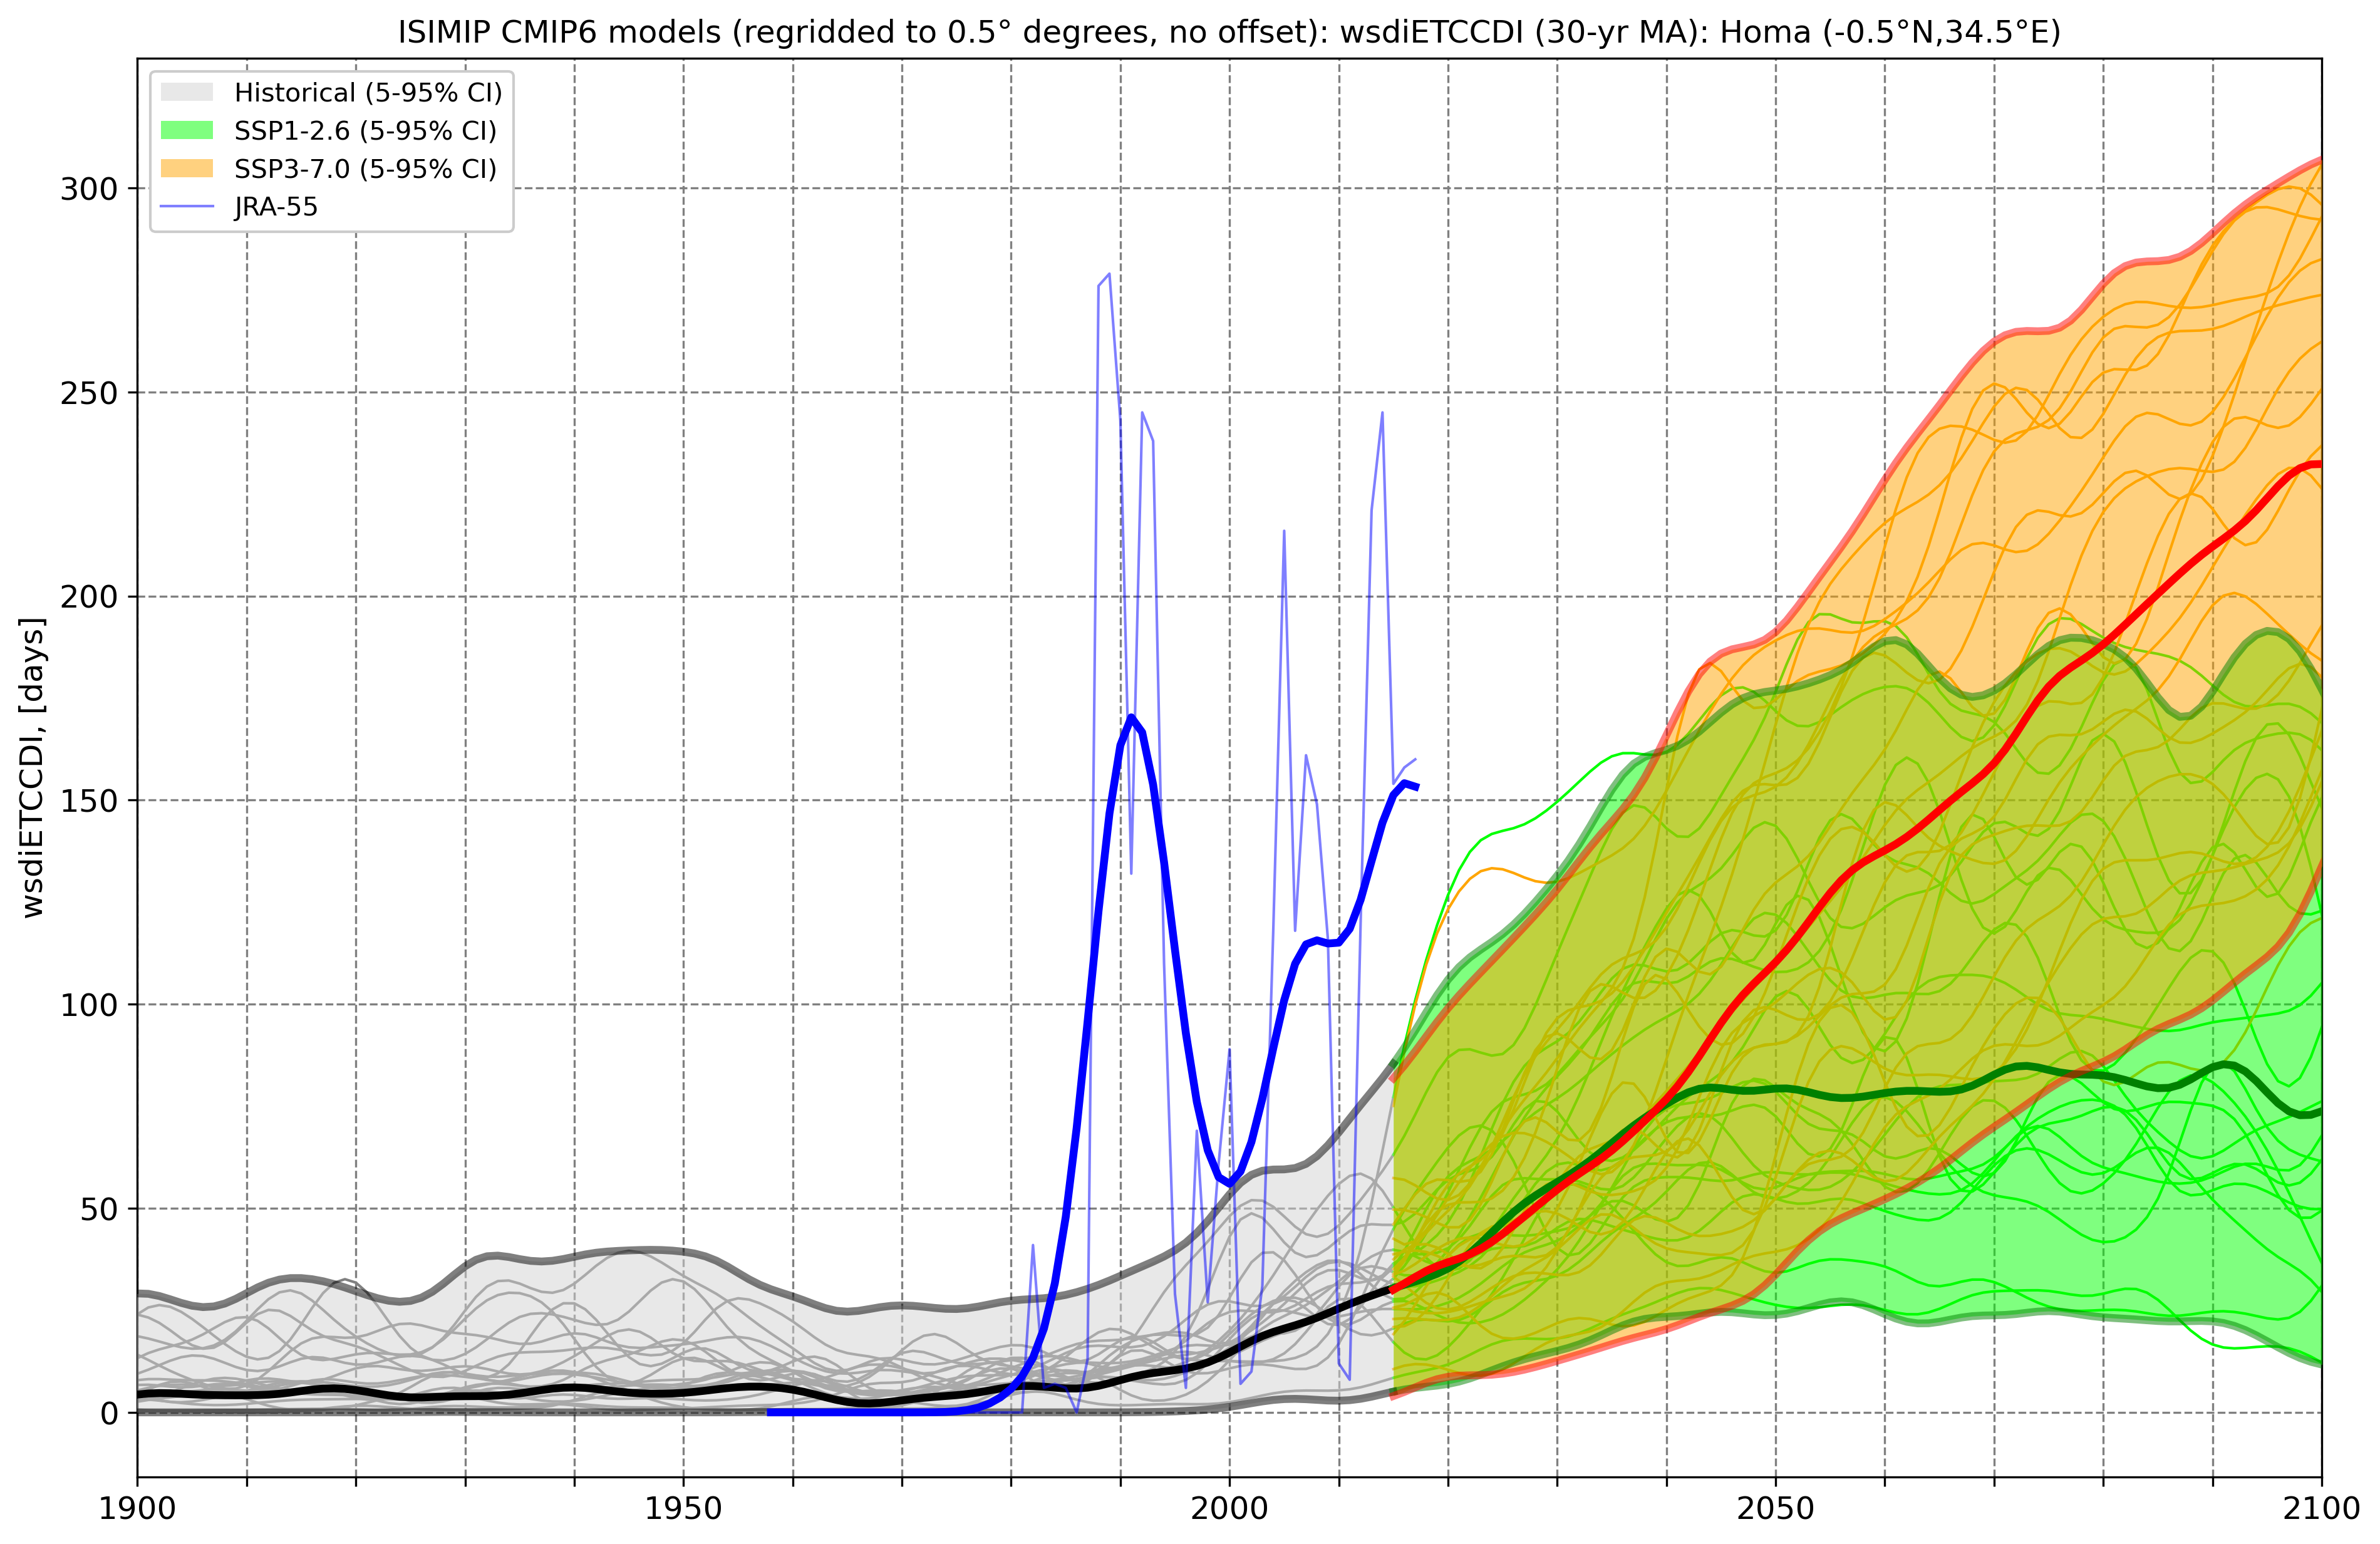 ISIMIP CMIP6 models (regridded to 0.5° degrees, no offset): wsdiETCCDI (30-yr MA): Homa (-0.5°N,34.5°E)
Historical (5-95% CI)
SSP1-2.6 (5-95% CI)
SSP3-7.0 (5-95% CI)
JRA-55
wsdiETCCDI, [days]
300
250
200
150
100
50
0
1900 1950 2000 2050 2100